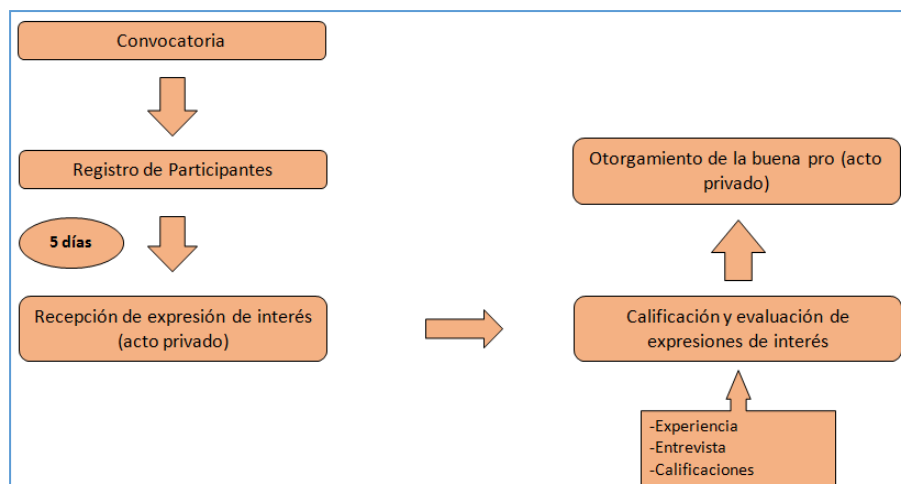 Convocatoria
Registro de Participantes
5 días
Recepción de expresión de interés
(acto privado)
Calificación y evaluación de
expresiones de interés
-Experiencia
-Entrevista
-Calificaciones
Otorgamiento de la buena pro (acto
privado)